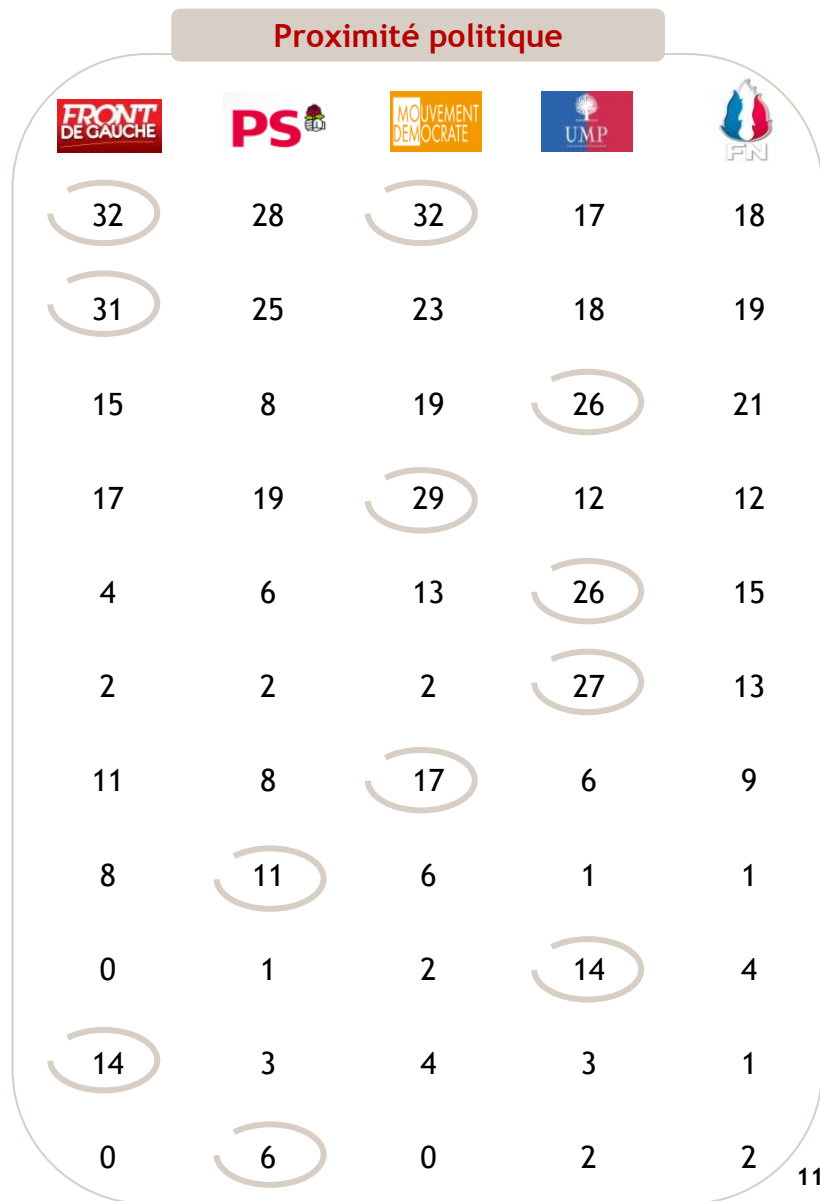 Proximité politique
FRONT DE GAUCHE PS MOUVEMENT DEMOCRATE UMP FN
32 28 32 17 18
31 25 23 18 19
15 8 19 26 21
17 19 29 12 12
4 6 13 26 15
2 2 2 27 13
11 8 17 6 9
8 11 6 1 1
0 1 2 14 4
14 3 4 3 1
0 6 0 2 2
11